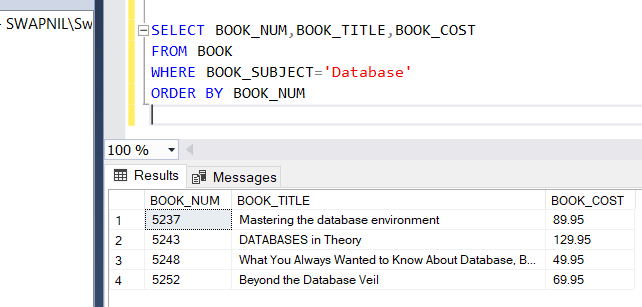 - SWAPNIL\Sw
SELECT BOOK_NUM,BOOK_TITLE,BOOK_COST
FROM BOOK
WHERE BOOK_SUBJECT='Database'
ORDER BY BOOK_NUM
100 %
Results Messages
BOOK_NUM BOOK_TITLE BOOK_COST
1 5237 Mastering the database environment 89.95
2 5243 DATABASES in Theory 129.95
3 5248 What You Always Wanted to Know About Database, B... 49.95
4 5252 Beyond the Database Veil 69.95